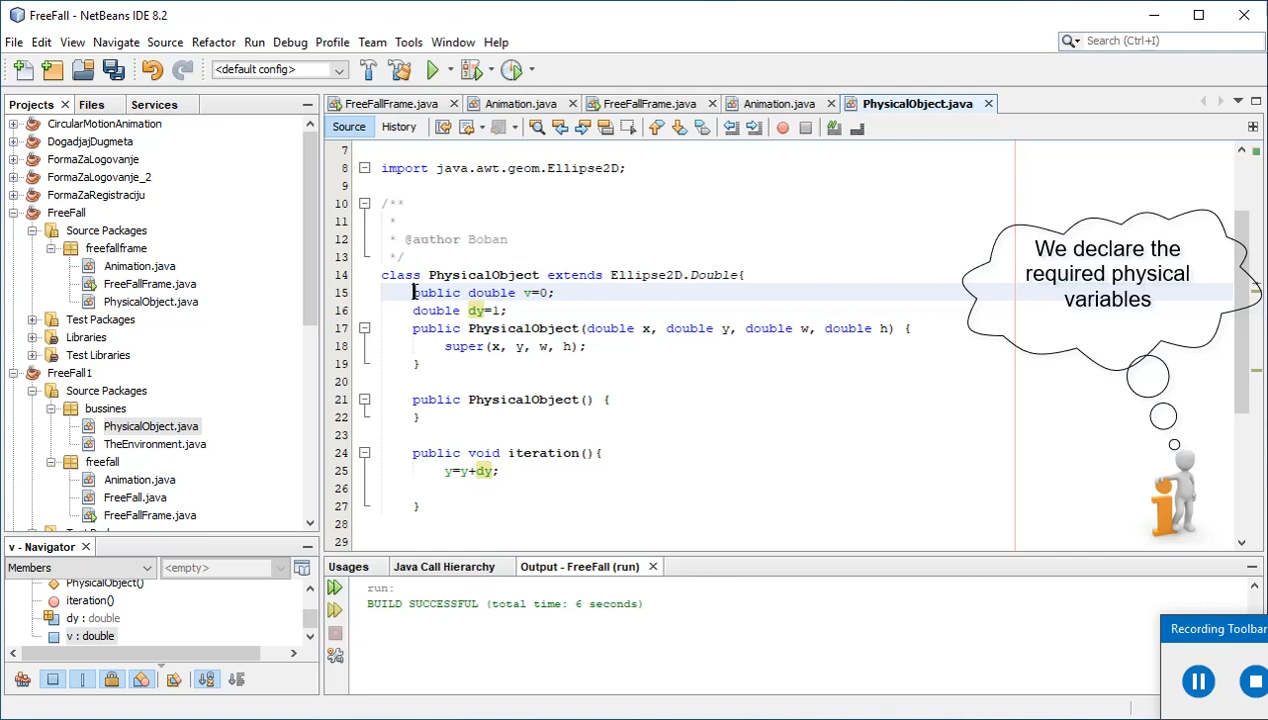 FreeFall - NetBeans IDE 8.2
File Edit View Navigate Source Refactor Run Debug Profile Team Tools Window Help
Search (Ctrl+I)
<default config>
Projects Files Services
CircularMotionAnimation
DogadjajDugmeta
FormaZaLogovanje
FormaZaLogovanje_2
FormaZaRegistraciju
FreeFall
Source Packages
freefallframe
Animation.java
FreeFallFrame.java
PhysicalObject.java
Test Packages
Libraries
Test Libraries
FreeFall1
Source Packages
bussines
PhysicalObject.java
TheEnvironment.java
freefall
Animation.java
FreeFall.java
FreeFallFrame.java
v - Navigator
Members <empty>
PhysicalObject()
iteration()
dy : double
v : double
FreeFallFrame.java Animation.java FreeFallFrame.java Animation.java PhysicalObject.java
Source History
7
8 import java.awt.geom.Ellipse2D;
9
10 /**
11 *
12 * @author Boban
13 */
14 class PhysicalObject extends Ellipse2D.Double{
15 public double v=0;
16 double dy=1;
17 public PhysicalObject(double x, double y, double w, double h) {
18 super(x, y, w, h);
19 }
20
21 public PhysicalObject() {
22 }
23
24 public void iteration(){
25 y=y+dy;
26
27 }
28
29
We declare the
required physical
variables
i
Usages Java Call Hierarchy Output - FreeFall (run)
run:
BUILD SUCCESSFUL (total time: 6 seconds)
Recording Toolbar